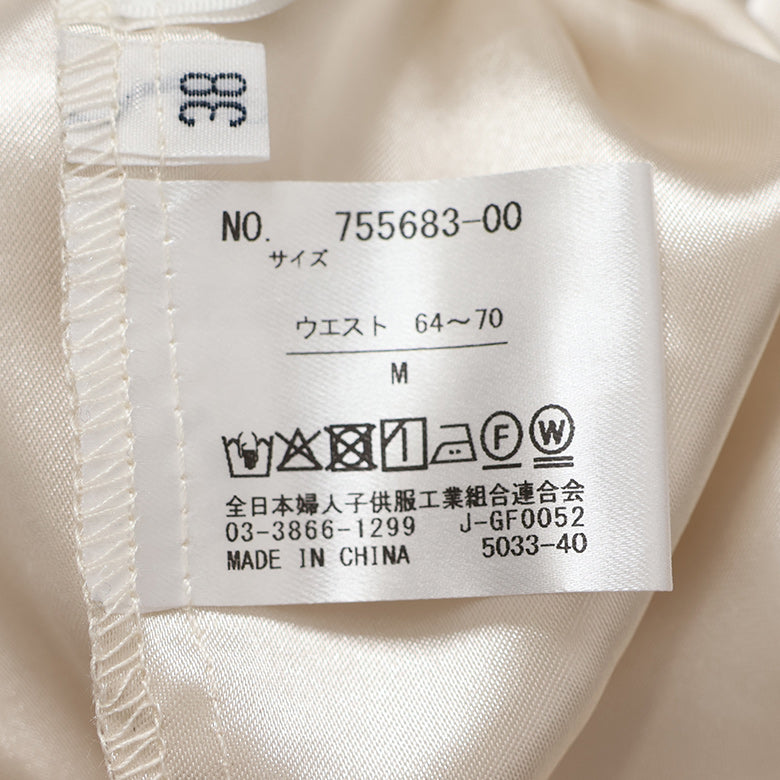 38
NO. 755683-00
サイズ
ウエスト 64～70
M
F W
全日本婦人子供服工業組合連合会
03-3866-1299 J-GF0052
MADE IN CHINA 5033-40